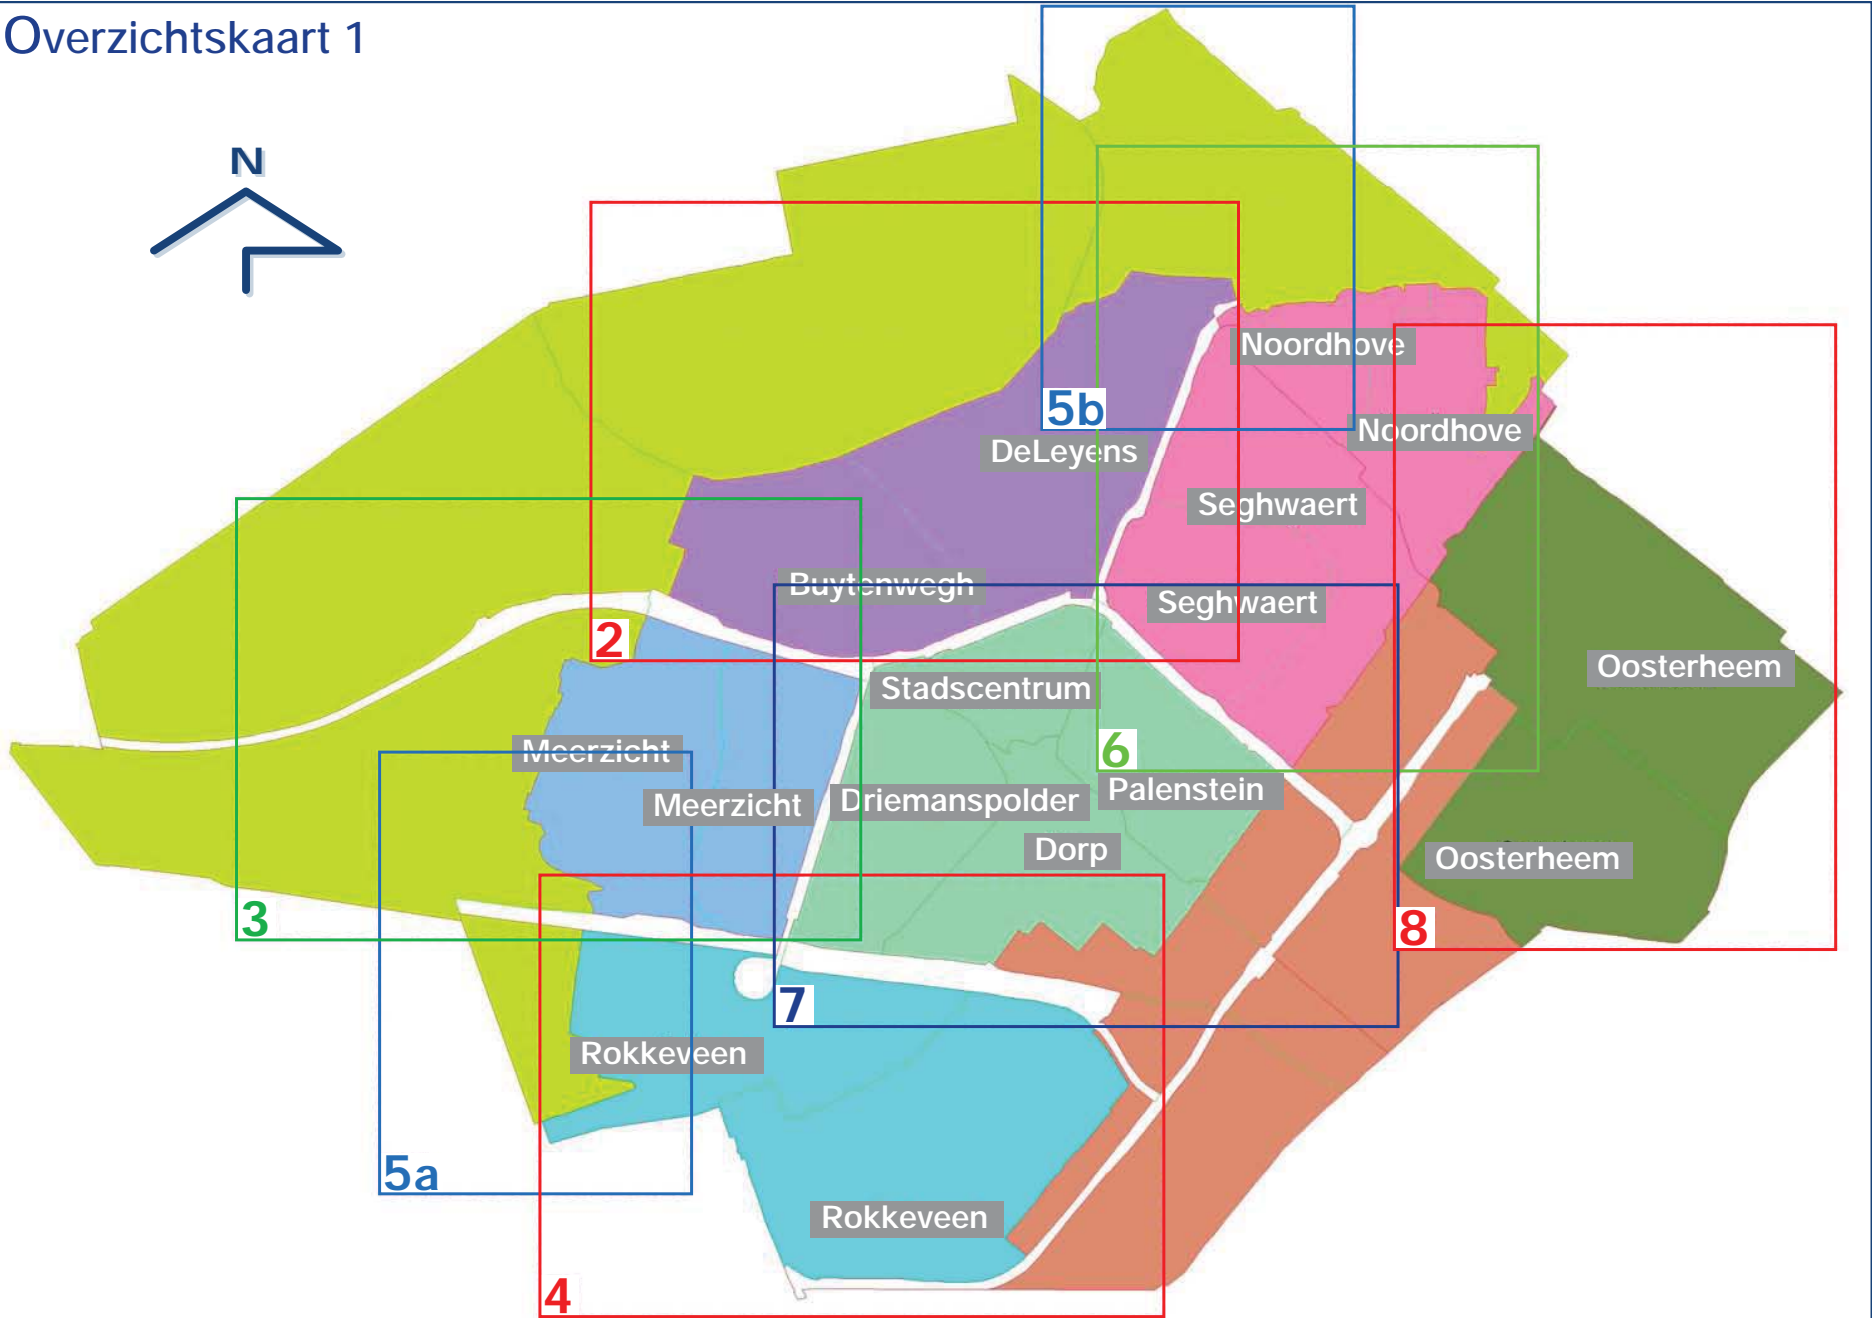 Overzichtskaart 1
N
Noordhove
5b
Noordhove
DeLeyens
Seghwaert
Buytenwegh
Seghwaert
2
Oosterheem
Stadscentrum
Meerzicht
6
Palenstein
Meerzicht
Driemanspolder
Dorp
Oosterheem
3
8
7
Rokkeveen
5a
Rokkeveen
4